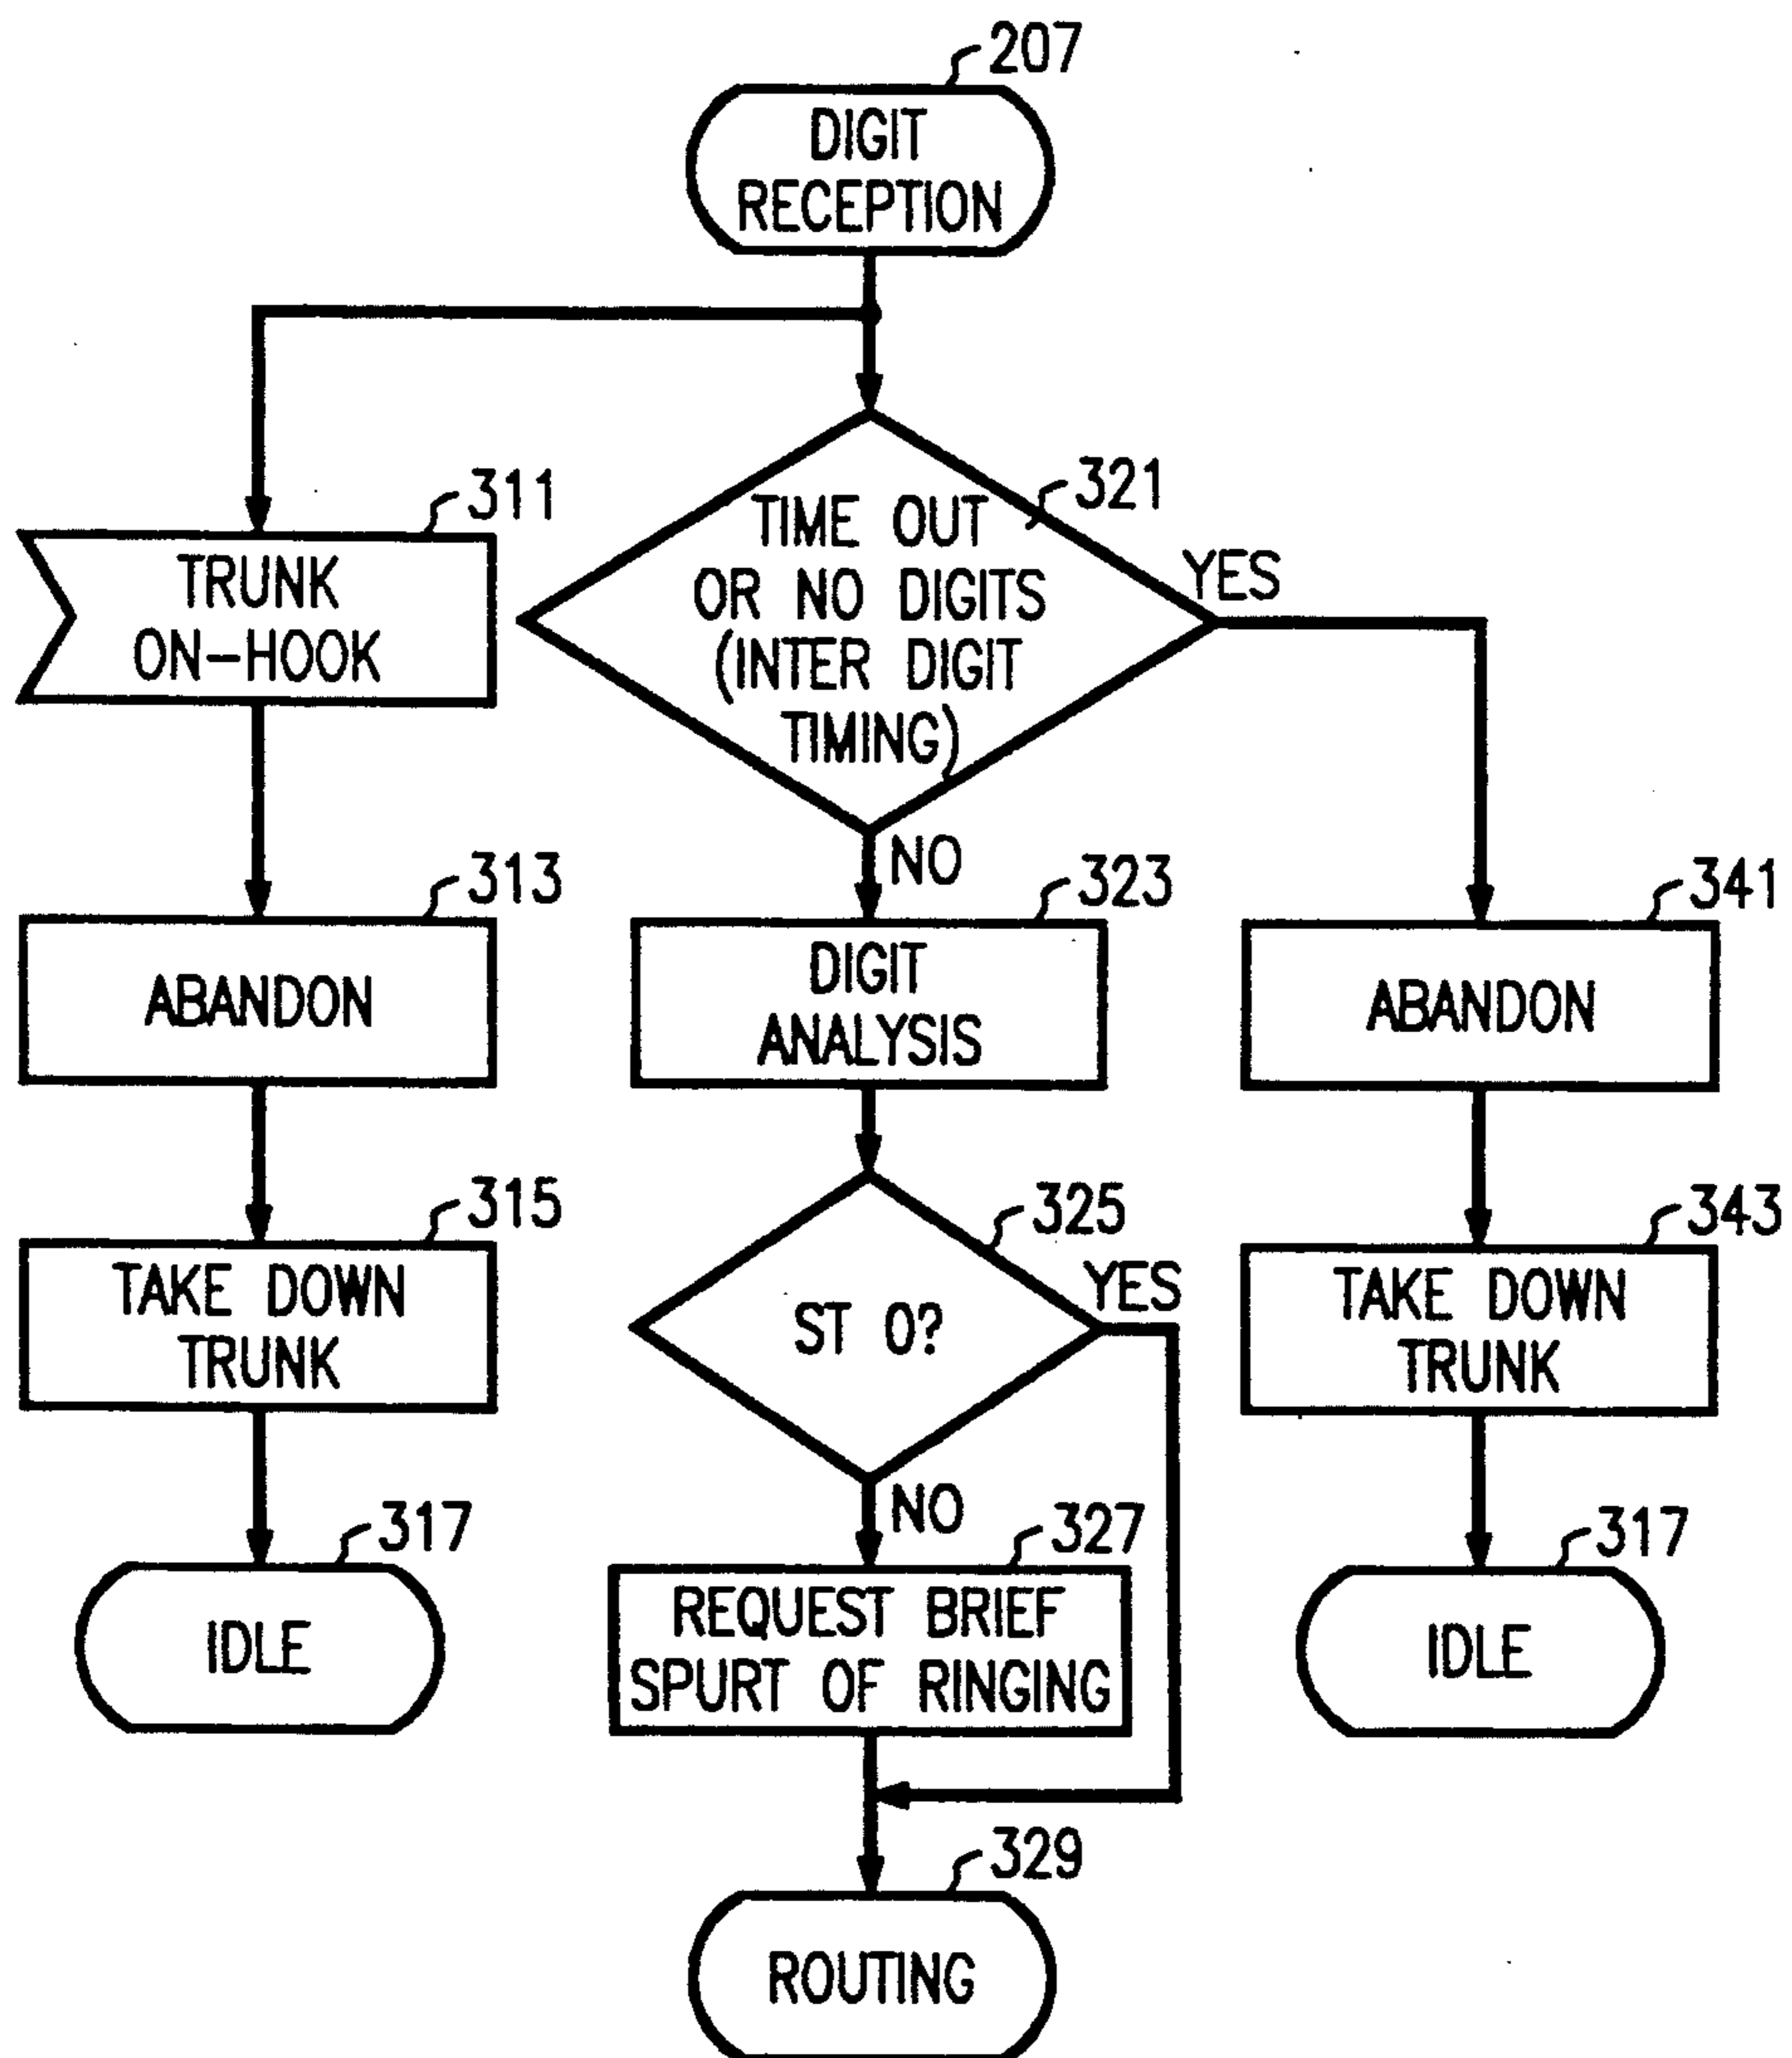 207
DIGIT
RECEPTION
311
TRUNK
ON-HOOK
321
TIME OUT
OR NO DIGITS
(INTER DIGIT
TIMING)
YES
NO
313
ABANDON
323
DIGIT
ANALYSIS
341
ABANDON
315
TAKE DOWN
TRUNK
325
ST 0?
YES
NO
343
TAKE DOWN
TRUNK
317
IDLE
327
REQUEST BRIEF
SPURT OF RINGING
317
IDLE
329
ROUTING